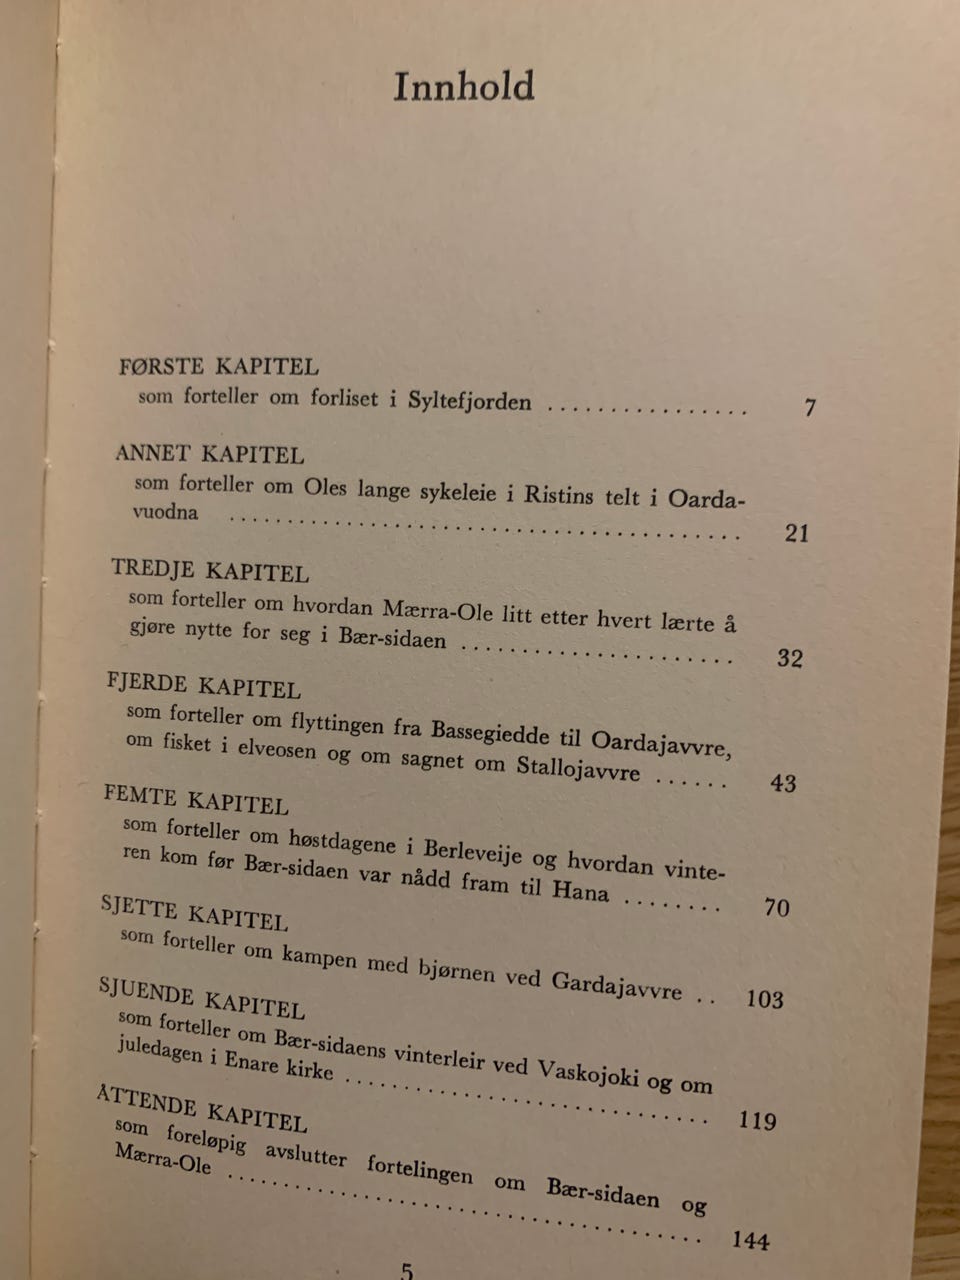 Innhold
FØRSTE KAPITEL
som forteller om forliset i Syltefjorden ................ 7
ANNET KAPITEL
som forteller om Oles lange sykeleie i Ristins telt i Oarda-
vuodna ........................................... 21
TREDJE KAPITEL
som forteller om hvordan Mærra-Ole litt etter hvert lærte å
gjøre nytte for seg i Bær-sidaen ....................... 32
FJERDE KAPITEL
som forteller om flyttingen fra Bassegiedde til Oardajavvre,
om fisket i elveosen og om sagnet om Stallojavvre ...... 43
FEMTE KAPITEL
som forteller om høstdagene i Berleveije og hvordan vinte-
ren kom før Bær-sidaen var nådd fram til Hana ........ 70
SJETTE KAPITEL
som forteller om kampen med bjørnen ved Gardajavvre .. 103
SJUENDE KAPITEL
som forteller om Bær-sidaens vinterleir ved Vaskojoki og om
juledagen i Enare kirke ............................... 119
ÅTTENDE KAPITEL
som foreløpig avslutter fortelingen om Bær-sidaen og
Mærra-Ole ......................................... 144
5